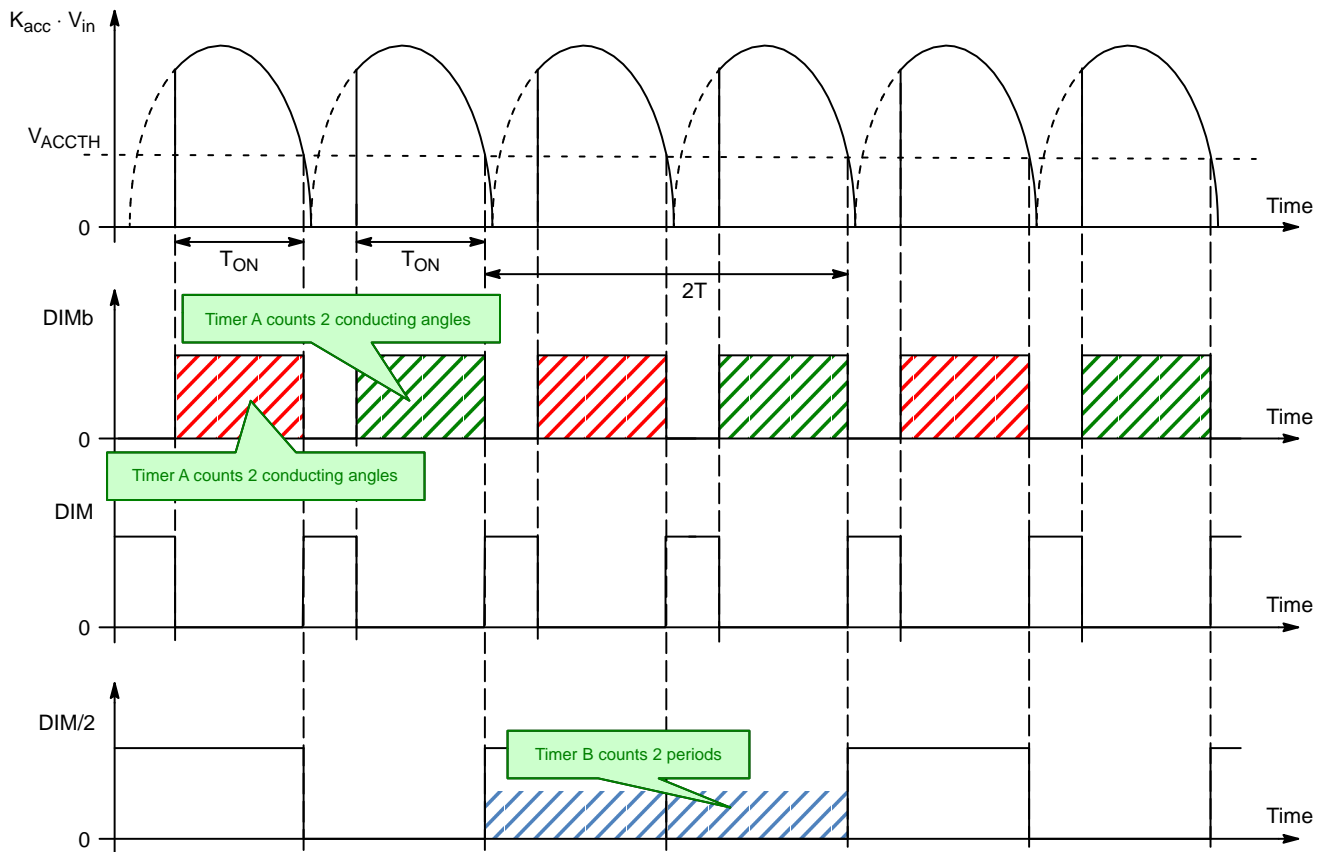 Kacc · Vin
VACCTH
0
Time
TON
TON
2T
DIMb
Timer A counts 2 conducting angles
Time
0
Timer A counts 2 conducting angles
DIM
Time
0
DIM/2
Timer B counts 2 periods
Time
0